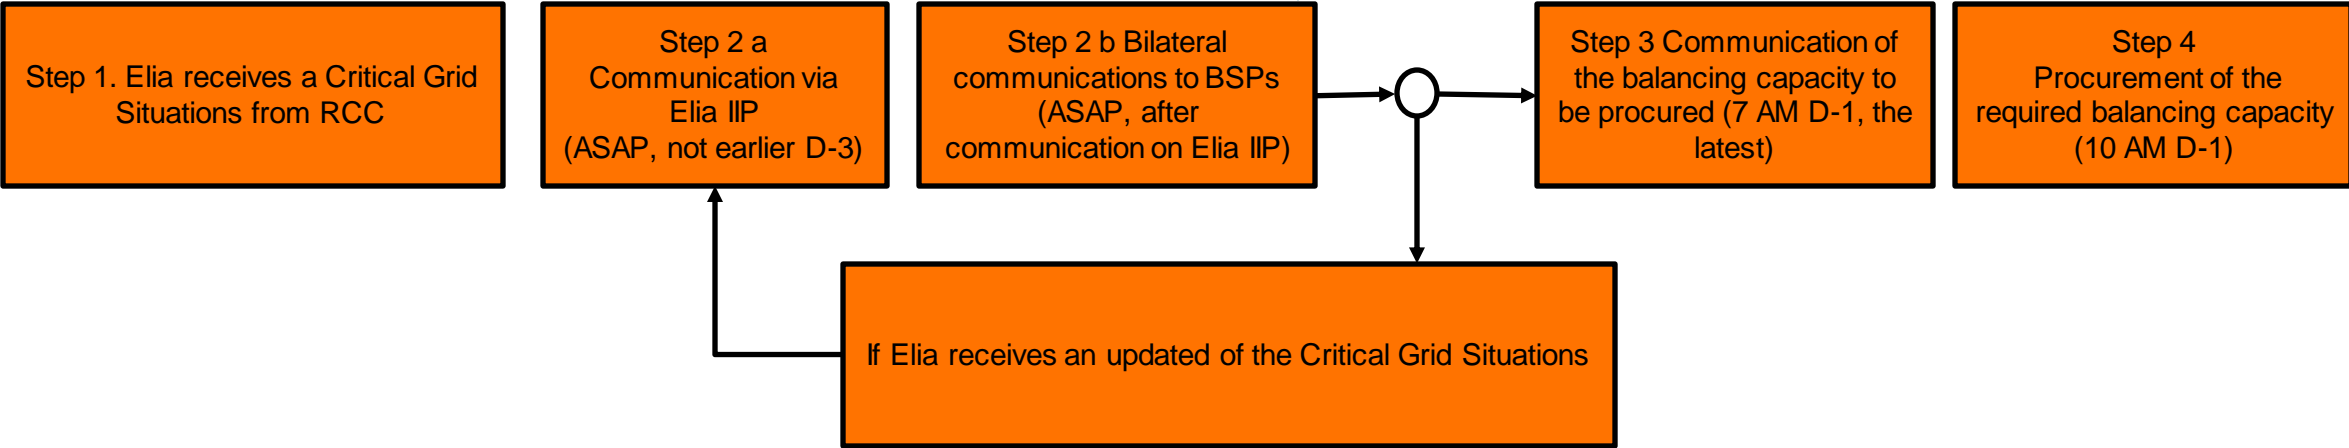 Step 1. Elia receives a Critical Grid
Situations from RCC
Step 2 a
Communication via
Elia IIP
(ASAP, not earlier D-3)
Step 2 b Bilateral
communications to BSPs
(ASAP, after
communication on Elia IIP)
Step 3 Communication of
the balancing capacity to
be procured (7 AM D-1, the
latest)
Step 4
Procurement of the
required balancing capacity
(10 AM D-1)
If Elia receives an updated of the Critical Grid Situations